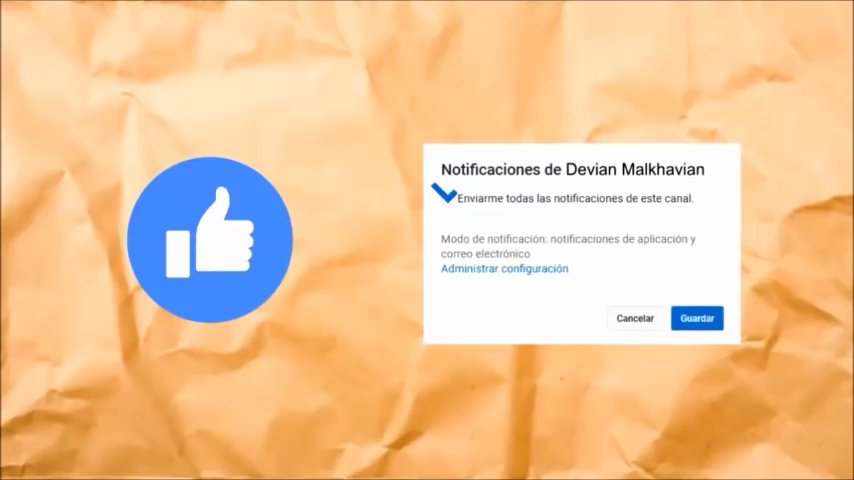 Notificaciones de Devian Malkhavian
Enviarme todas las notificaciones de este canal.
Modo de notificación: notificaciones de aplicación y
correo electrónico
Administrar configuración
Cancelar
Guardar